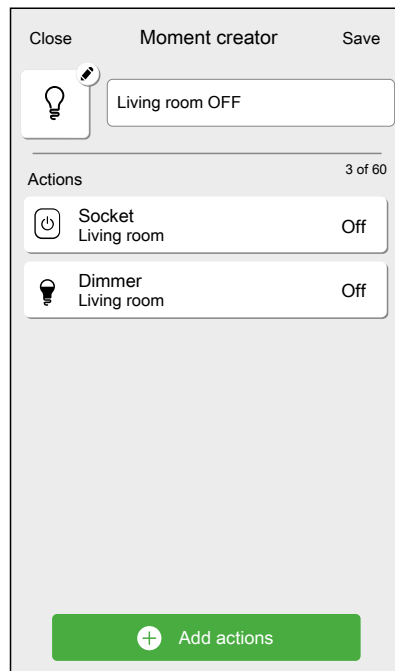 Close Moment creator Save
Living room OFF
3 of 60
Actions
Socket
Living room
Off
Dimmer
Living room
Off
Add actions